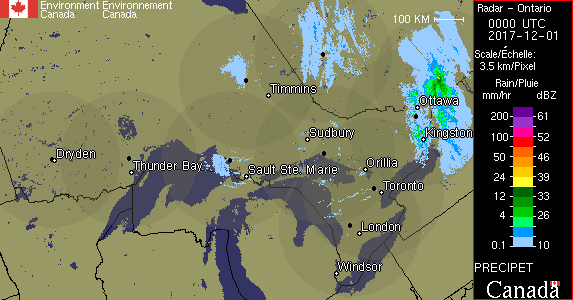 Environment Environnement
Canada Canada
100 KM
Timmins
Ottawa
Sudbury
Kingston
Dryden
Thunder Bay
Sault Ste. Marie
Orillia
Toronto
London
Windsor
Radar - Ontario
0000 UTC
2017-12-01
Scale/Échelle:
3.5 km/Pixel
Rain/Pluie
mm/hr dBZ
200 61
100 52
50 46
24 39
12 33
4 26
0.1 10
PRECIPET
Canada